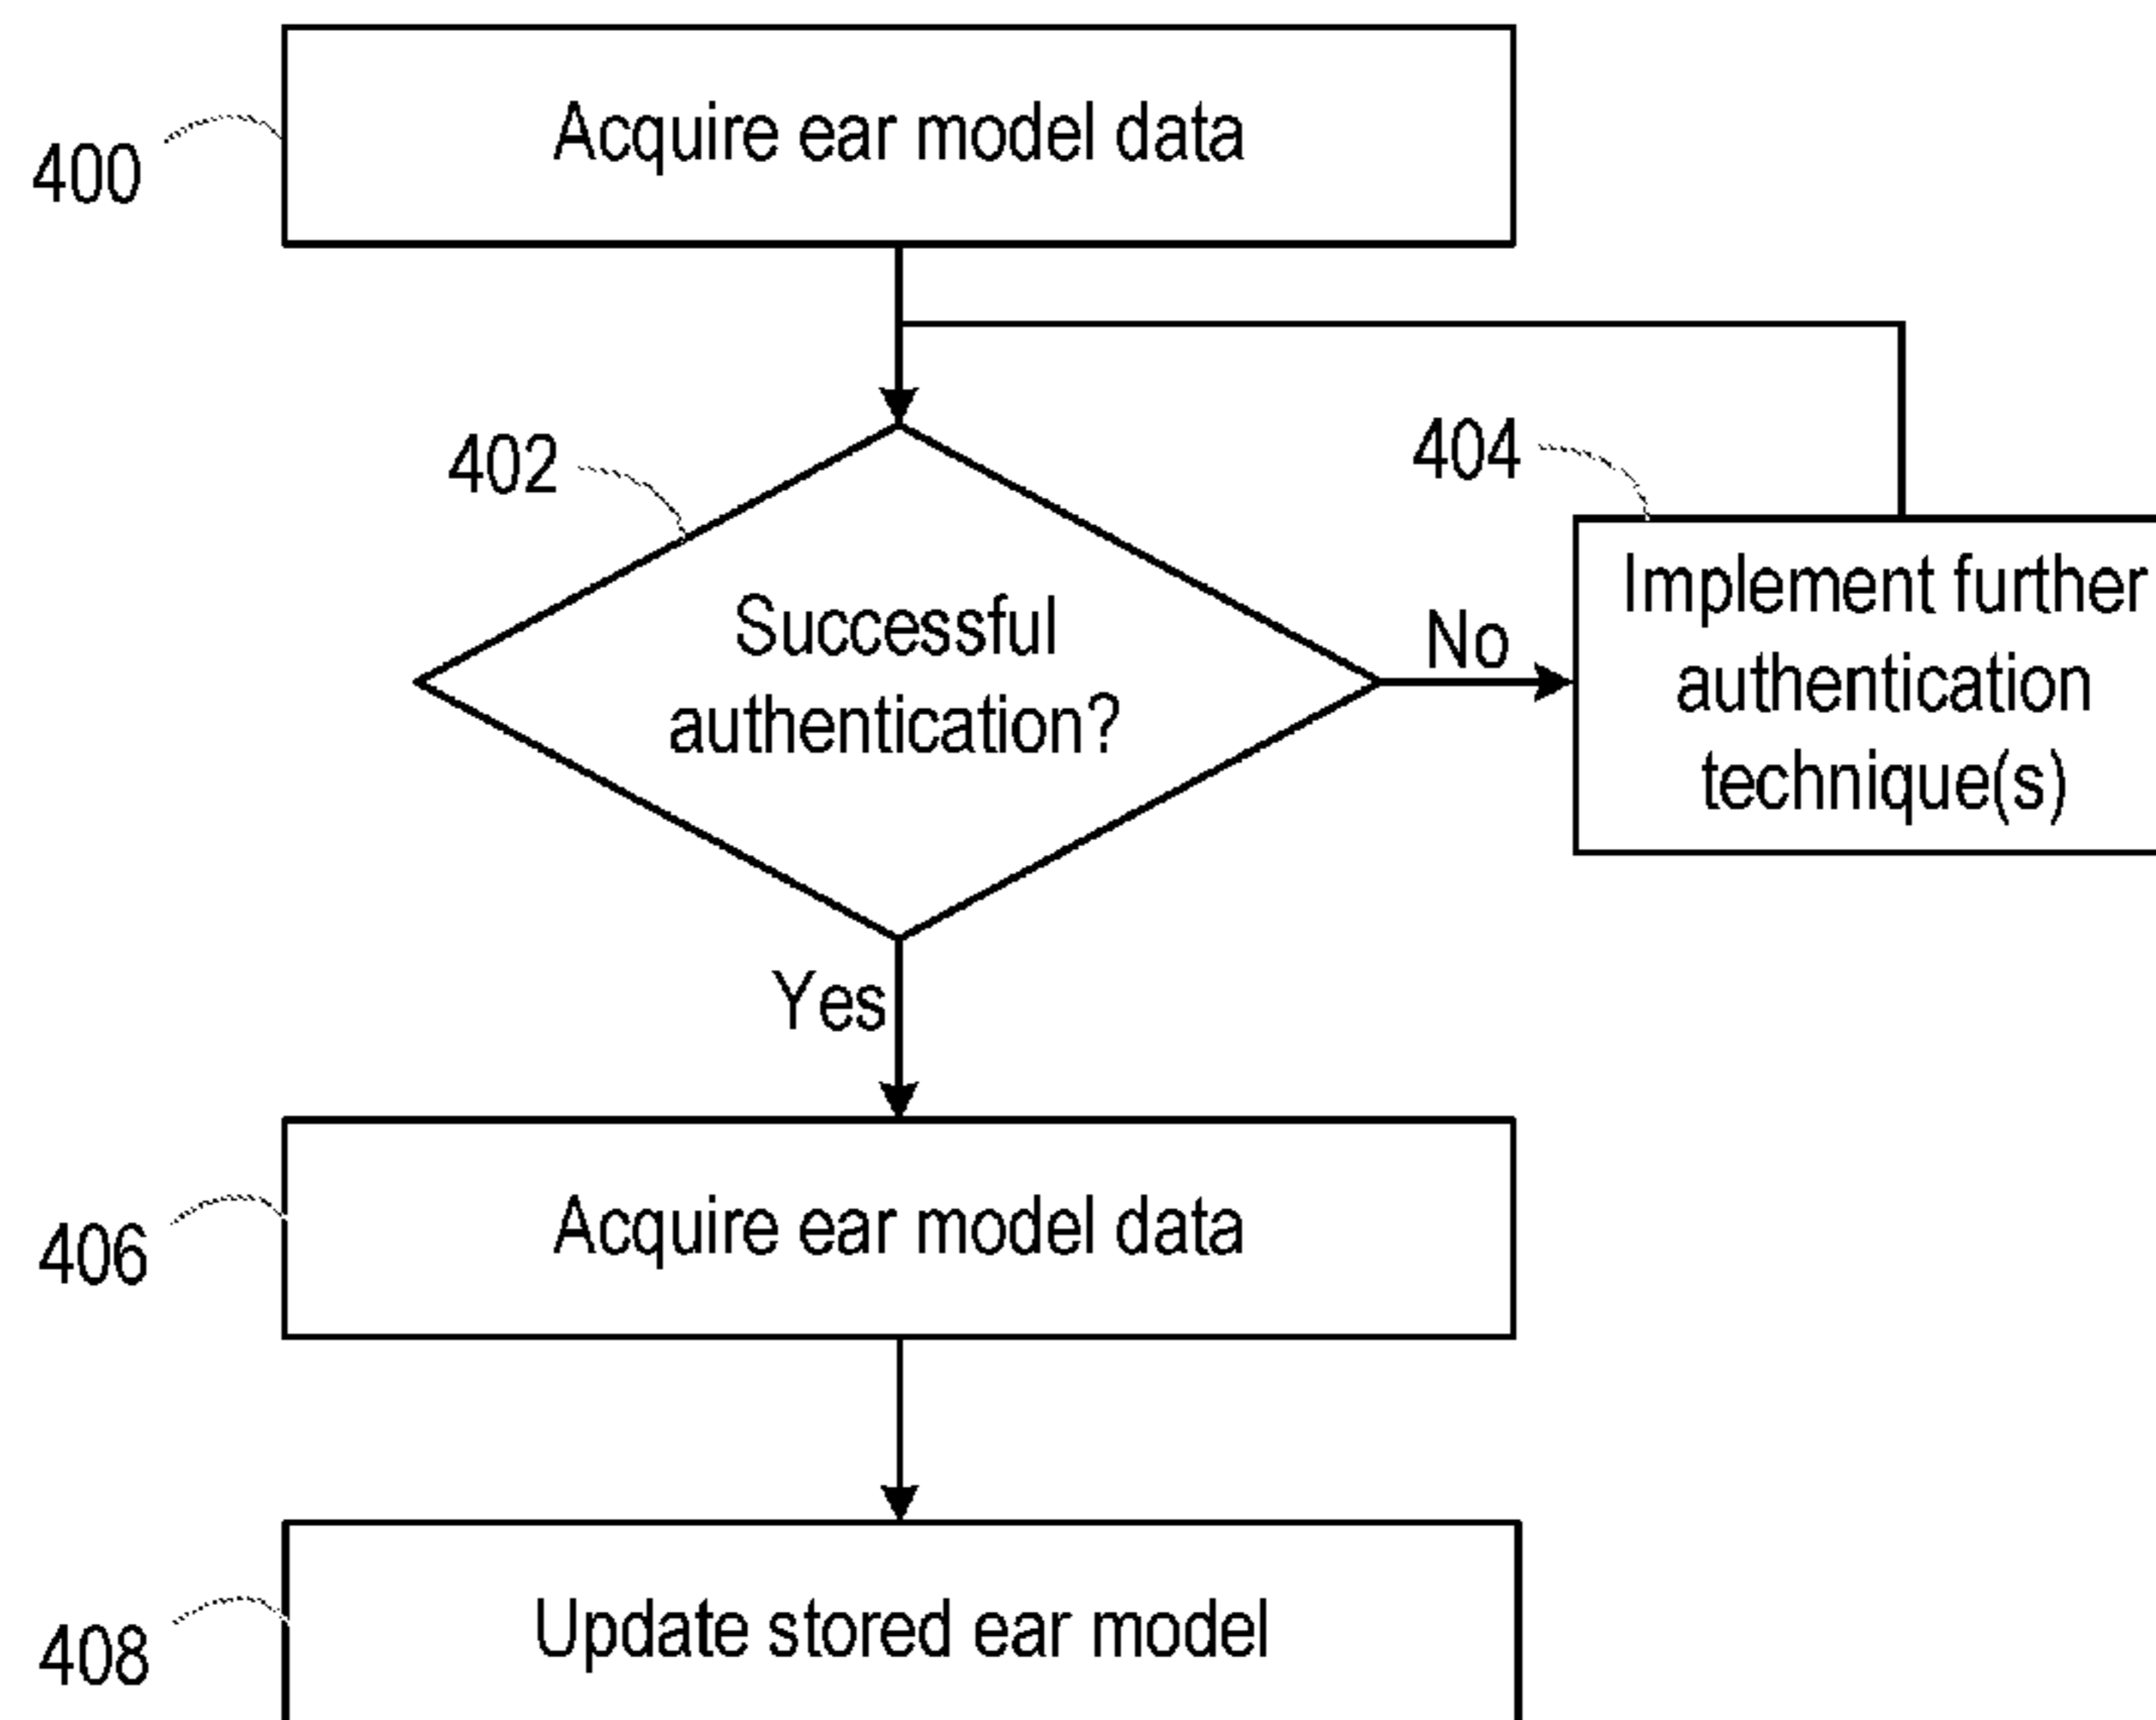 Acquire ear model data
400
402
404
Successful
authentication?
No
Implement further
authentication
technique(s)
Yes
Acquire ear model data
406
Update stored ear model
408